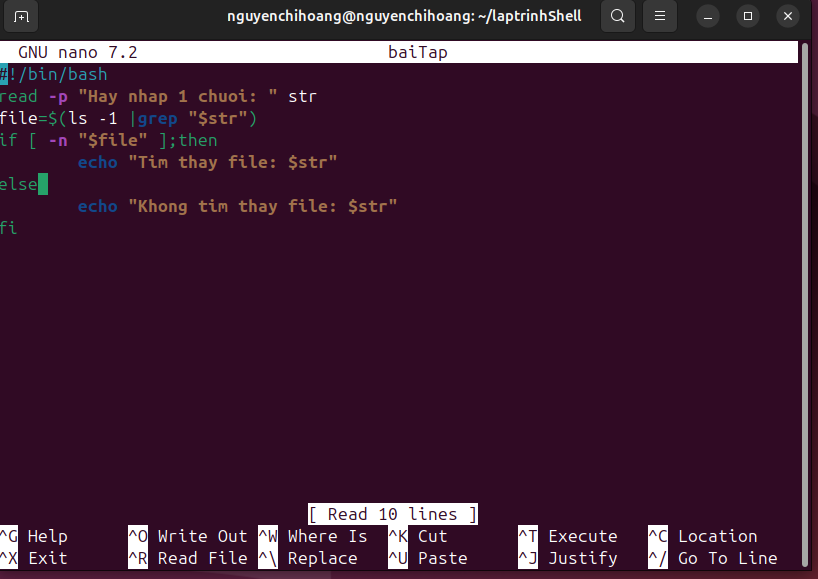 nguyenchihoang@nguyenchihoang: ~/laptrinhShell
GNU nano 7.2 baiTap
#!/bin/bash
read -p "Hay nhap 1 chuoi: " str
file=$(ls -1 |grep "$str")
if [ -n "$file" ];then
echo "Tim thay file: $str"
else
echo "Khong tim thay file: $str"
fi
[ Read 10 lines ]
^G Help ^O Write Out ^W Where Is ^K Cut ^T Execute ^C Location
^X Exit ^R Read File ^\ Replace ^U Paste ^J Justify ^/ Go To Line